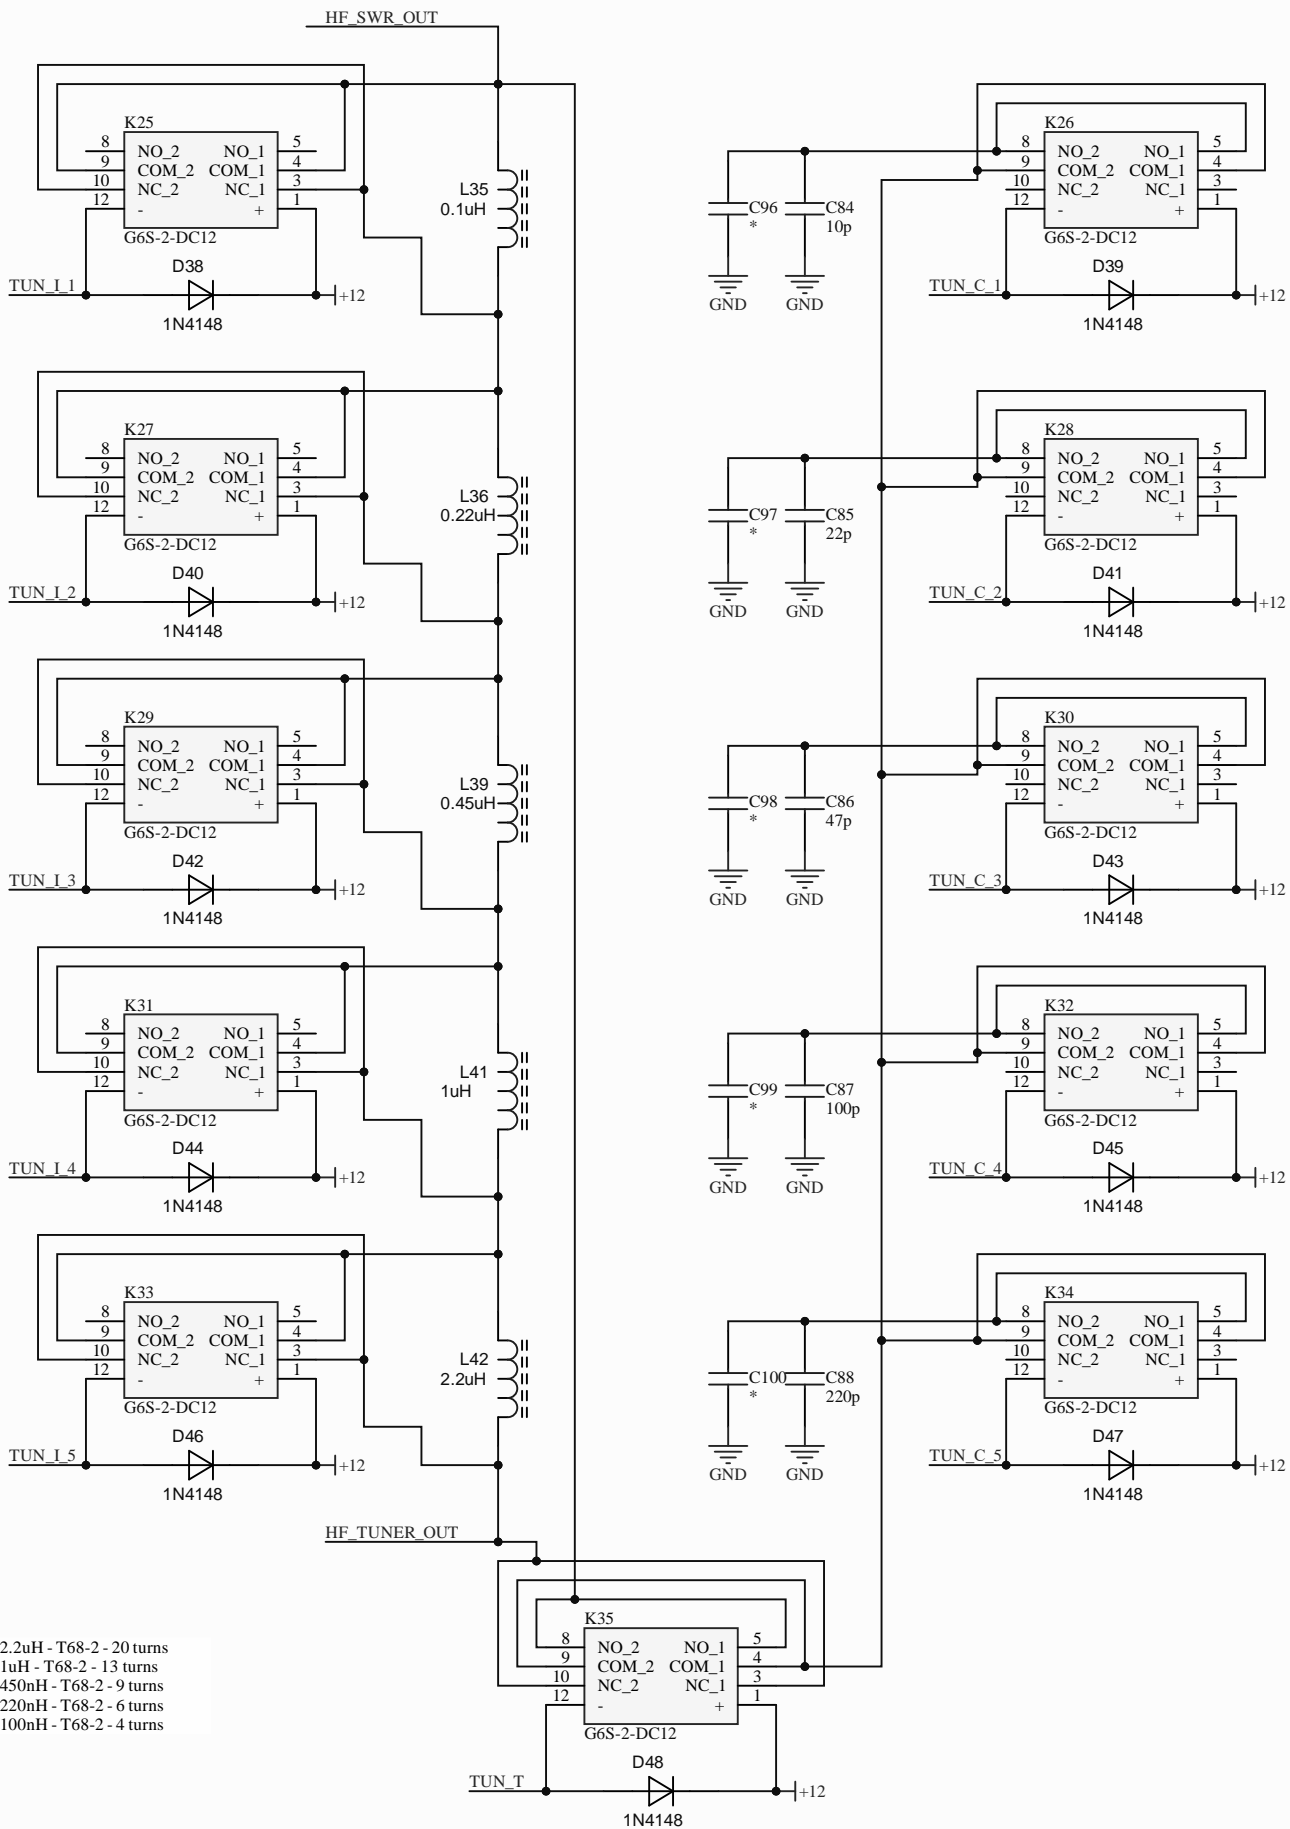 HF_SWR_OUT
K25
8 NO_2 NO_1 5
9 COM_2 COM_1 4
10 NC_2 NC_1 3
12 - + 1
G6S-2-DC12
D38
TUN_I_1
+12
1N4148
L35
0.1uH
K26
8 NO_2 NO_1 5
9 COM_2 COM_1 4
10 NC_2 NC_1 3
12 - + 1
G6S-2-DC12
C96
*
C84
10p
GND
GND
D39
TUN_C_1
+12
1N4148
K27
8 NO_2 NO_1 5
9 COM_2 COM_1 4
10 NC_2 NC_1 3
12 - + 1
G6S-2-DC12
D40
TUN_I_2
+12
1N4148
L36
0.22uH
K28
8 NO_2 NO_1 5
9 COM_2 COM_1 4
10 NC_2 NC_1 3
12 - + 1
G6S-2-DC12
C97
*
C85
22p
GND
GND
D41
TUN_C_2
+12
1N4148
K29
8 NO_2 NO_1 5
9 COM_2 COM_1 4
10 NC_2 NC_1 3
12 - + 1
G6S-2-DC12
D42
TUN_I_3
+12
1N4148
L39
0.45uH
K30
8 NO_2 NO_1 5
9 COM_2 COM_1 4
10 NC_2 NC_1 3
12 - + 1
G6S-2-DC12
C98
*
C86
47p
GND
GND
D43
TUN_C_3
+12
1N4148
K31
8 NO_2 NO_1 5
9 COM_2 COM_1 4
10 NC_2 NC_1 3
12 - + 1
G6S-2-DC12
D44
TUN_I_4
+12
1N4148
L41
1uH
K32
8 NO_2 NO_1 5
9 COM_2 COM_1 4
10 NC_2 NC_1 3
12 - + 1
G6S-2-DC12
C99
*
C87
100p
GND
GND
D45
TUN_C_4
+12
1N4148
K33
8 NO_2 NO_1 5
9 COM_2 COM_1 4
10 NC_2 NC_1 3
12 - + 1
G6S-2-DC12
D46
TUN_I_5
+12
1N4148
L42
2.2uH
K34
8 NO_2 NO_1 5
9 COM_2 COM_1 4
10 NC_2 NC_1 3
12 - + 1
G6S-2-DC12
C100
*
C88
220p
GND
GND
D47
TUN_C_5
+12
1N4148
HF_TUNER_OUT
K35
8 NO_2 NO_1 5
9 COM_2 COM_1 4
10 NC_2 NC_1 3
12 - + 1
G6S-2-DC12
D48
TUN_T
+12
1N4148
2.2uH - T68-2 - 20 turns
1uH - T68-2 - 13 turns
450nH - T68-2 - 9 turns
220nH - T68-2 - 6 turns
100nH - T68-2 - 4 turns